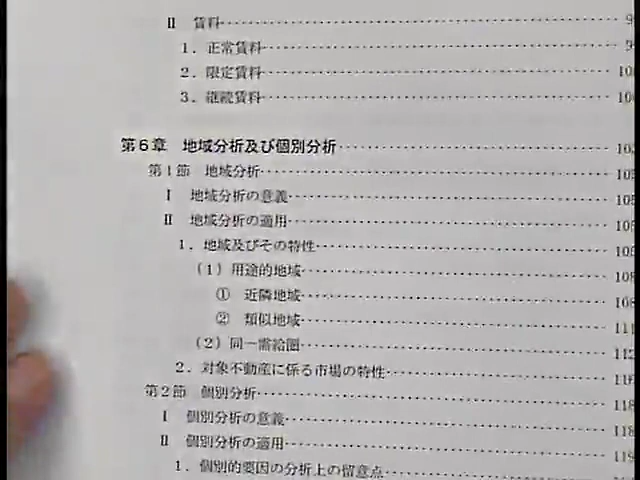 Ⅱ 賃料
1．正常賃料
2．限定賃料
3．継続賃料
第6章 地域分析及び個別分析
第1節 地域分析
Ⅰ 地域分析の意義
Ⅱ 地域分析の適用
1．地域及びその特性
(1) 用途的地域
① 近隣地域
② 類似地域 111
(2) 同一需給圏 112
2．対象不動産に係る市場の特性 116
第2節 個別分析 118
Ⅰ 個別分析の意義 118
Ⅱ 個別分析の適用 119
1．個別的要因の分析上の留意点